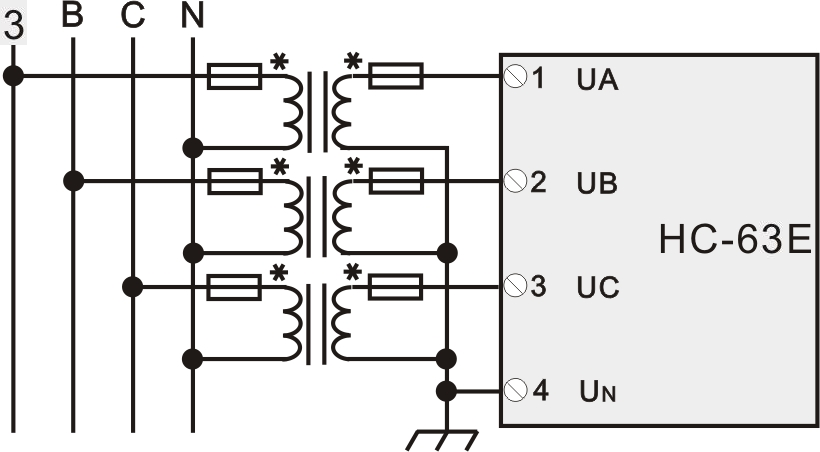 3 B C N
* * 1 UA
* * 2 UB
HC-63E
* * 3 UC
4 UN